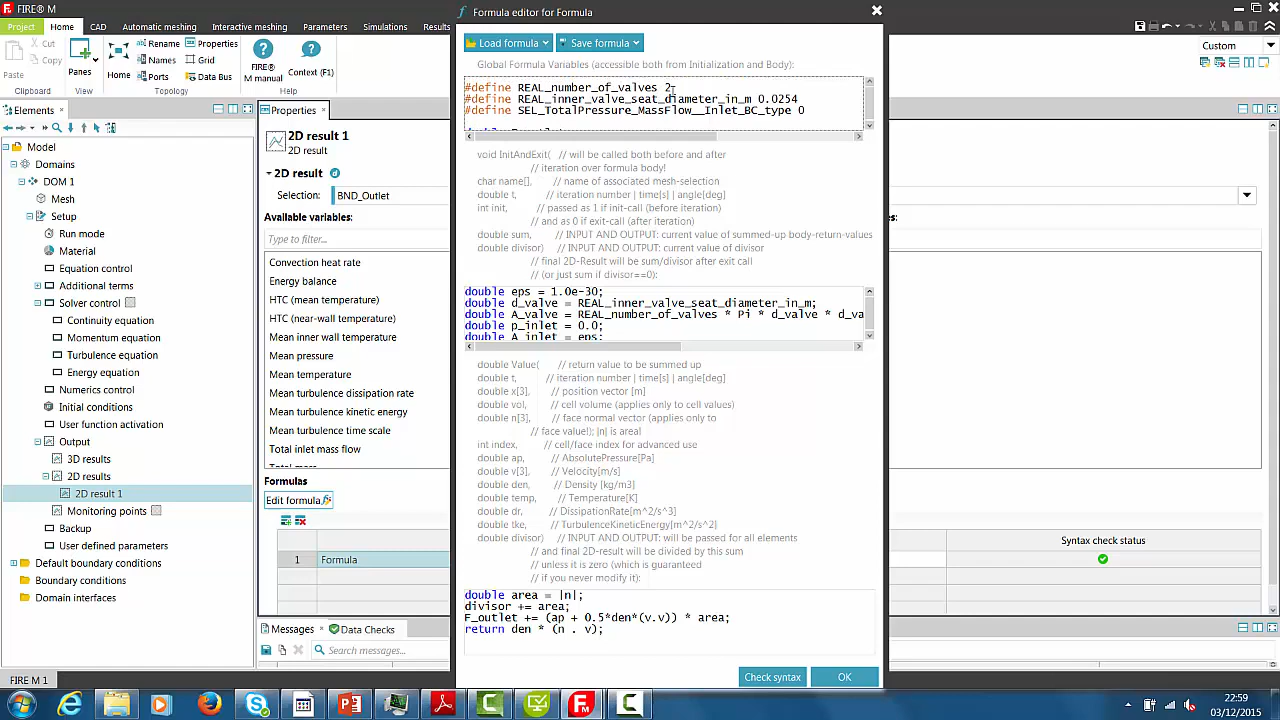 FIRE® M
Formula editor for Formula
Project
Home
CAD
Automatic meshing
Interactive meshing
Parameters
Simulations
Results
Cut
Copy
Paste
Clipboard
Panes
Home
Rename
Names
Ports
Properties
Grid
Data Bus
Topology
FIRE®
M manual
Context (F1)
Help
Custom
Load formula
Save formula
Global Formula Variables (accessible both from Initialization and Body):
#define REAL_number_of_valves 2
#define REAL_inner_valve_seat_diameter_in_m 0.0254
#define SEL_TotalPressure_MassFlow__Inlet_BC_type 0
void InitAndExit( // will be called both before and after
// iteration over formula body!
char name[], // name of associated mesh-selection
double t, // iteration number | time[s] | angle[deg]
int init, // passed as 1 if init-call (before iteration)
// and as 0 if exit-call (after iteration)
double sum, // INPUT AND OUTPUT: current value of summed-up body-return-values
double divisor) // INPUT AND OUTPUT: current value of divisor
// final 2D-Result will be sum/divisor after exit call
// (or just sum if divisor==0):
double eps = 1.0e-30;
double d_valve = REAL_inner_valve_seat_diameter_in_m;
double A_valve = REAL_number_of_valves * Pi * d_valve * d_va
double p_inlet = 0.0;
double A_inlet = eps;
double Value( // return value to be summed up
double t, // iteration number | time[s] | angle[deg]
double x[3], // position vector [m]
double vol, // cell volume (applies only to cell values)
double n[3], // face normal vector (applies only to
// face value!); |n| is area!
int index, // cell/face index for advanced use
double ap, // AbsolutePressure[Pa]
double v[3], // Velocity[m/s]
double den, // Density [kg/m3]
double temp, // Temperature[K]
double dr, // DissipationRate[m^2/s^3]
double tke, // TurbulenceKineticEnergy[m^2/s^2]
double divisor) // INPUT AND OUTPUT: will be passed for all elements
// and final 2D-result will be divided by this sum
// unless it is zero (which is guaranteed
// if you never modify it):
double area = |n|;
divisor += area;
F_outlet += (ap + 0.5*den*(v.v)) * area;
return den * (n . v);
Check syntax
OK
Elements
Model
Domains
DOM 1
Mesh
Setup
Run mode
Material
Equation control
Additional terms
Solver control
Continuity equation
Momentum equation
Turbulence equation
Energy equation
Numerics control
Initial conditions
User function activation
Output
3D results
2D results
2D result 1
Monitoring points
Backup
User defined parameters
Default boundary conditions
Boundary conditions
Domain interfaces
FIRE M 1
Properties
2D result 1
2D result
2D result
Selection:
BND_Outlet
Available variables:
Type to filter...
Convection heat rate
Energy balance
HTC (mean temperature)
HTC (near-wall temperature)
Mean inner wall temperature
Mean pressure
Mean temperature
Mean turbulence dissipation rate
Mean turbulence kinetic energy
Mean turbulence time scale
Total inlet mass flow
Total mass
Formulas
Edit formula
1
Formula
Syntax check status
Messages
Data Checks
Search messages...
22:59
03/12/2015